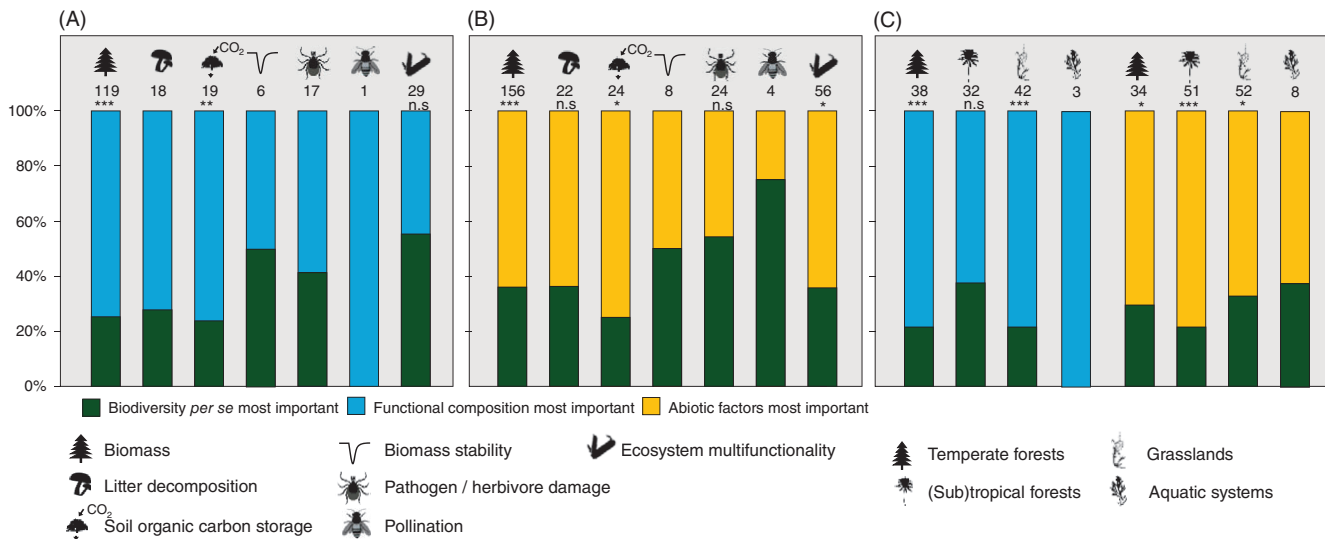 (A) (B) (C)
CO2 CO2
119 18 19 6 17 1 29 156 22 24 8 24 4 56 38 32 42 3 34 51 52 8
*** ** n.s *** n.s * n.s * *** n.s *** * *** *
100%
80%
60%
40%
20%
0%
Biodiversity per se most important Functional composition most important Abiotic factors most important
Biomass Biomass stability Ecosystem multifunctionality Temperate forests Grasslands
Litter decomposition Pathogen / herbivore damage (Sub)tropical forests Aquatic systems
CO2
Soil organic carbon storage Pollination